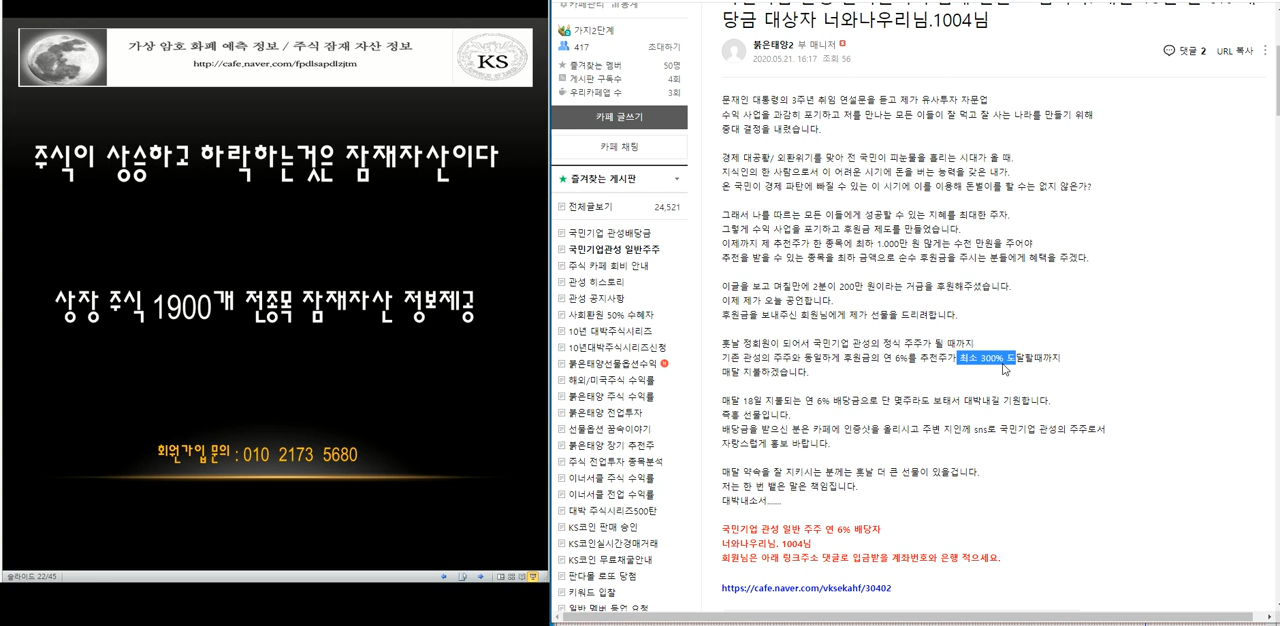 가상 암호 화폐 예측 정보 / 주식 잠재 자산 정보
http://cafe.naver.com/fpdlsapdlzjtm
KS
주식이 상승하고 하락하는것은 잠재자산이다
상장 주식 1900개 전종목 잠재자산 정보제공
회원가입 문의 : 010 2173 5680
슬라이드 22/45
카페관리 통계
가지2단계
417 초대하기
즐겨찾는 멤버 50명
게시판 구독수 4회
우리카페앱 수 3회
카페 글쓰기
카페 채팅
즐겨찾는 게시판
전체글보기 24,521
국민기업 관성배당금
국민기업관성 일반주주
주식 카페 회비 안내
관성 히스토리
관성 공지사항
사회환원 50% 수혜자
10년 대박주식시리즈
10년대박주식시리즈신청
붉은태양선물옵션수익
해외/미국주식 수익률
붉은태양 주식 수익률
붉은태양 전업투자
선물옵션 꿈속이야기
붉은태양 장기 추천주
주식 전업투자 종목분석
이너서클 주식 수익률
이너서클 전업 수익률
대박 주식시리즈500탄
KS코인 판매 승인
KS코인실시간경매거래
KS코인 무료채굴안내
판다몰 로또 당첨
키워드 입찰
일반 멤버 등업 요청
당금 대상자 너와나우리님.1004님
붉은태양2 부 매니저
2020.05.21. 16:17 조회 56
댓글 2 URL 복사
문재인 대통령의 3주년 취임 연설문을 듣고 제가 유사투자 자문업
수익 사업을 과감히 포기하고 저를 만나는 모든 이들이 잘 먹고 잘 사는 나라를 만들기 위해
중대 결정을 내렸습니다.
경제 대공황/ 외환위기를 맞아 전 국민이 피눈물을 흘리는 시대가 올 때.
지식인의 한 사람으로서 이 어려운 시기에 돈을 버는 능력을 갖은 내가.
온 국민이 경제 파탄에 빠질 수 있는 이 시기에 이를 이용해 돈벌이를 할 수는 없지 않은가?
그래서 나를 따르는 모든 이들에게 성공할 수 있는 지혜를 최대한 주자.
그렇게 수익 사업을 포기하고 후원금 제도를 만들었습니다.
이제까지 제 추전주가 한 종목에 최하 1.000만 원 많게는 수천 만원을 주어야
추전을 받을 수 있는 종목을 최하 금액으로 순수 후원금을 주시는 분들에게 혜택을 주겠다.
이글을 보고 며칠만에 2분이 200만 원이라는 거금을 후원해주셨습니다.
이제 제가 오늘 공언합니다.
후원금을 보내주신 회원님에게 제가 선물을 드리려합니다.
훗날 정회원이 되어서 국민기업 관성의 정식 주주가 될 때까지
기존 관성의 주주와 동일하게 후원금의 연 6%를 추전주가 최소 300% 도달할때까지
매달 지불하겠습니다.
매달 18일 지불되는 연 6% 배당금으로 단 몇주라도 보태서 대박내길 기원합니다.
즉흥 선물입니다.
배당금을 받으신 분은 카페에 인증샷을 올리시고 주변 지인께 sns로 국민기업 관성의 주주로서
자랑스럽게 홍보 바랍니다.
매달 약속을 잘 지키시는 분께는 훗날 더 큰 선물이 있을겁니다.
저는 한 번 뱉은 말은 책임집니다.
대박내소서......
국민기업 관성 일반 주주 연 6% 배당자
너와나우리님. 1004님
회원님은 아래 링크주소 댓글로 입금받을 계좌번호와 은행 적으세요.
https://cafe.naver.com/vksekahf/30402